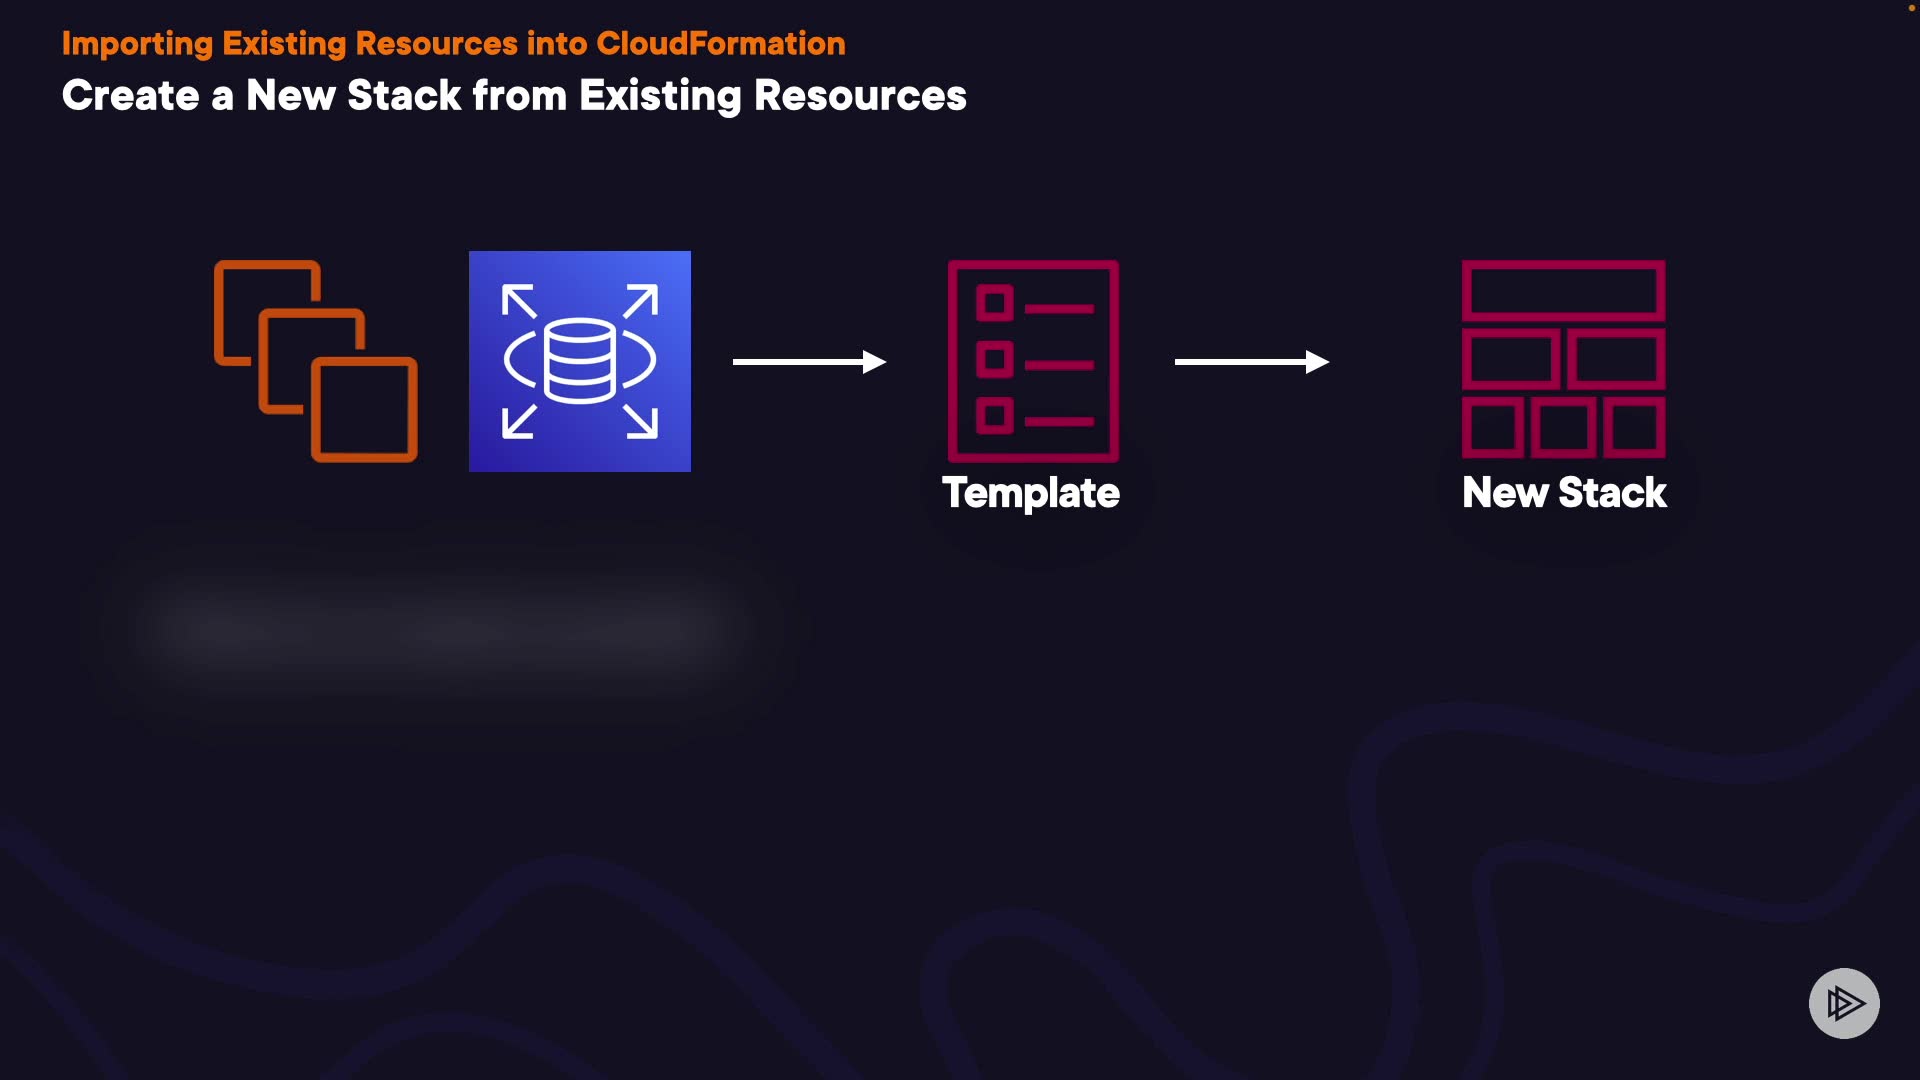 Importing Existing Resources into CloudFormation
Create a New Stack from Existing Resources
Template
New Stack